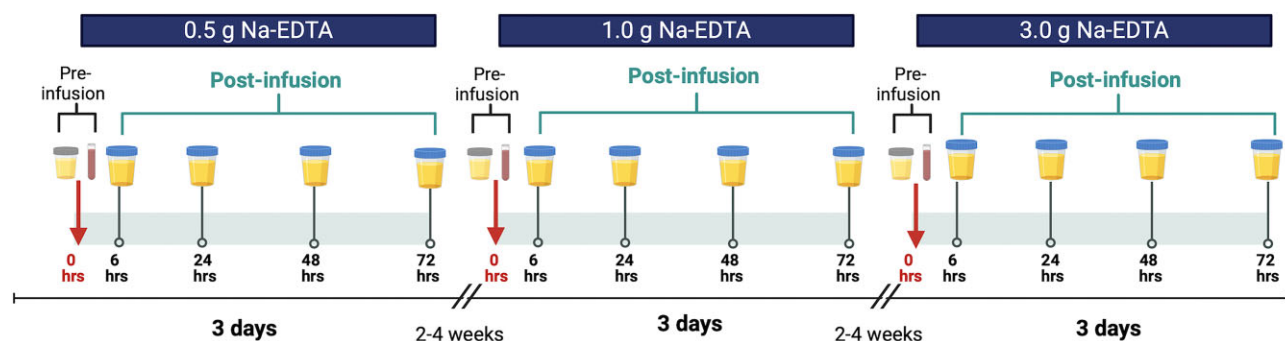 0.5 g Na-EDTA
1.0 g Na-EDTA
3.0 g Na-EDTA
Pre-
infusion
Post-infusion
Pre-
infusion
Post-infusion
Pre-
infusion
Post-infusion
0
hrs
6
hrs
24
hrs
48
hrs
72
hrs
0
hrs
6
hrs
24
hrs
48
hrs
72
hrs
0
hrs
6
hrs
24
hrs
48
hrs
72
hrs
3 days
2-4 weeks
3 days
2-4 weeks
3 days